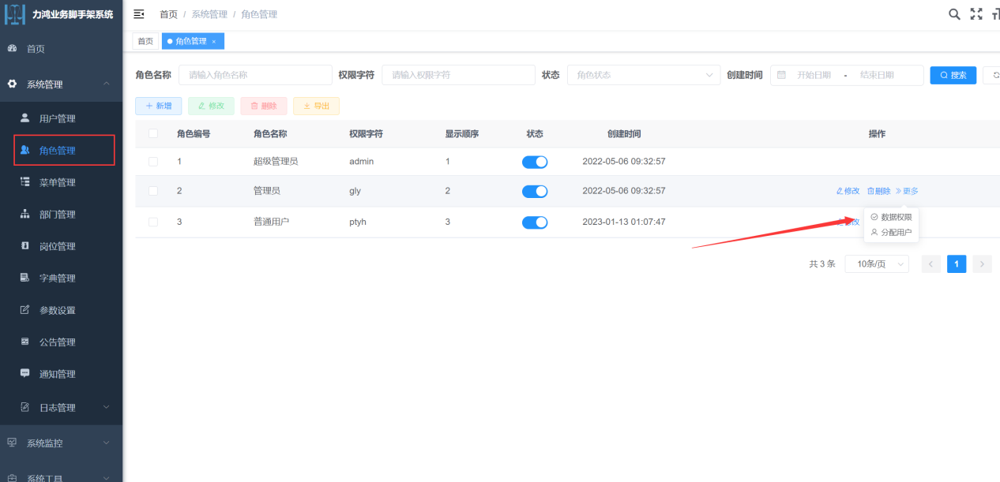 力鸿业务脚手架系统
首页 / 系统管理 / 角色管理
首页
角色管理 ×
首页
系统管理
用户管理
角色管理
菜单管理
部门管理
岗位管理
字典管理
参数设置
公告管理
通知管理
日志管理
系统监控
系统工具
角色名称 请输入角色名称 权限字符 请输入权限字符 状态 角色状态 创建时间 开始日期 - 结束日期 搜索
+ 新增 修改 删除 导出
角色编号 角色名称 权限字符 显示顺序 状态 创建时间 操作
1 超级管理员 admin 1 2022-05-06 09:32:57
2 管理员 gly 2 2022-05-06 09:32:57 修改 删除 更多
3 普通用户 ptyh 3 2023-01-13 01:07:47
数据权限
分配用户
共 3 条 10条/页 < 1 >